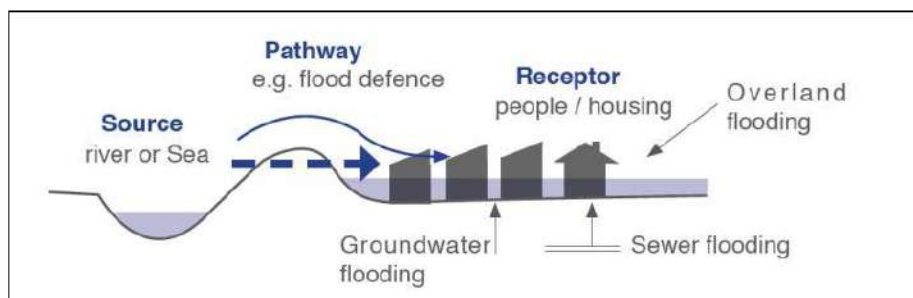 Pathway
e.g. flood defence
Receptor
people / housing
Overland
flooding
Source
river or Sea
Groundwater
flooding
Sewer flooding